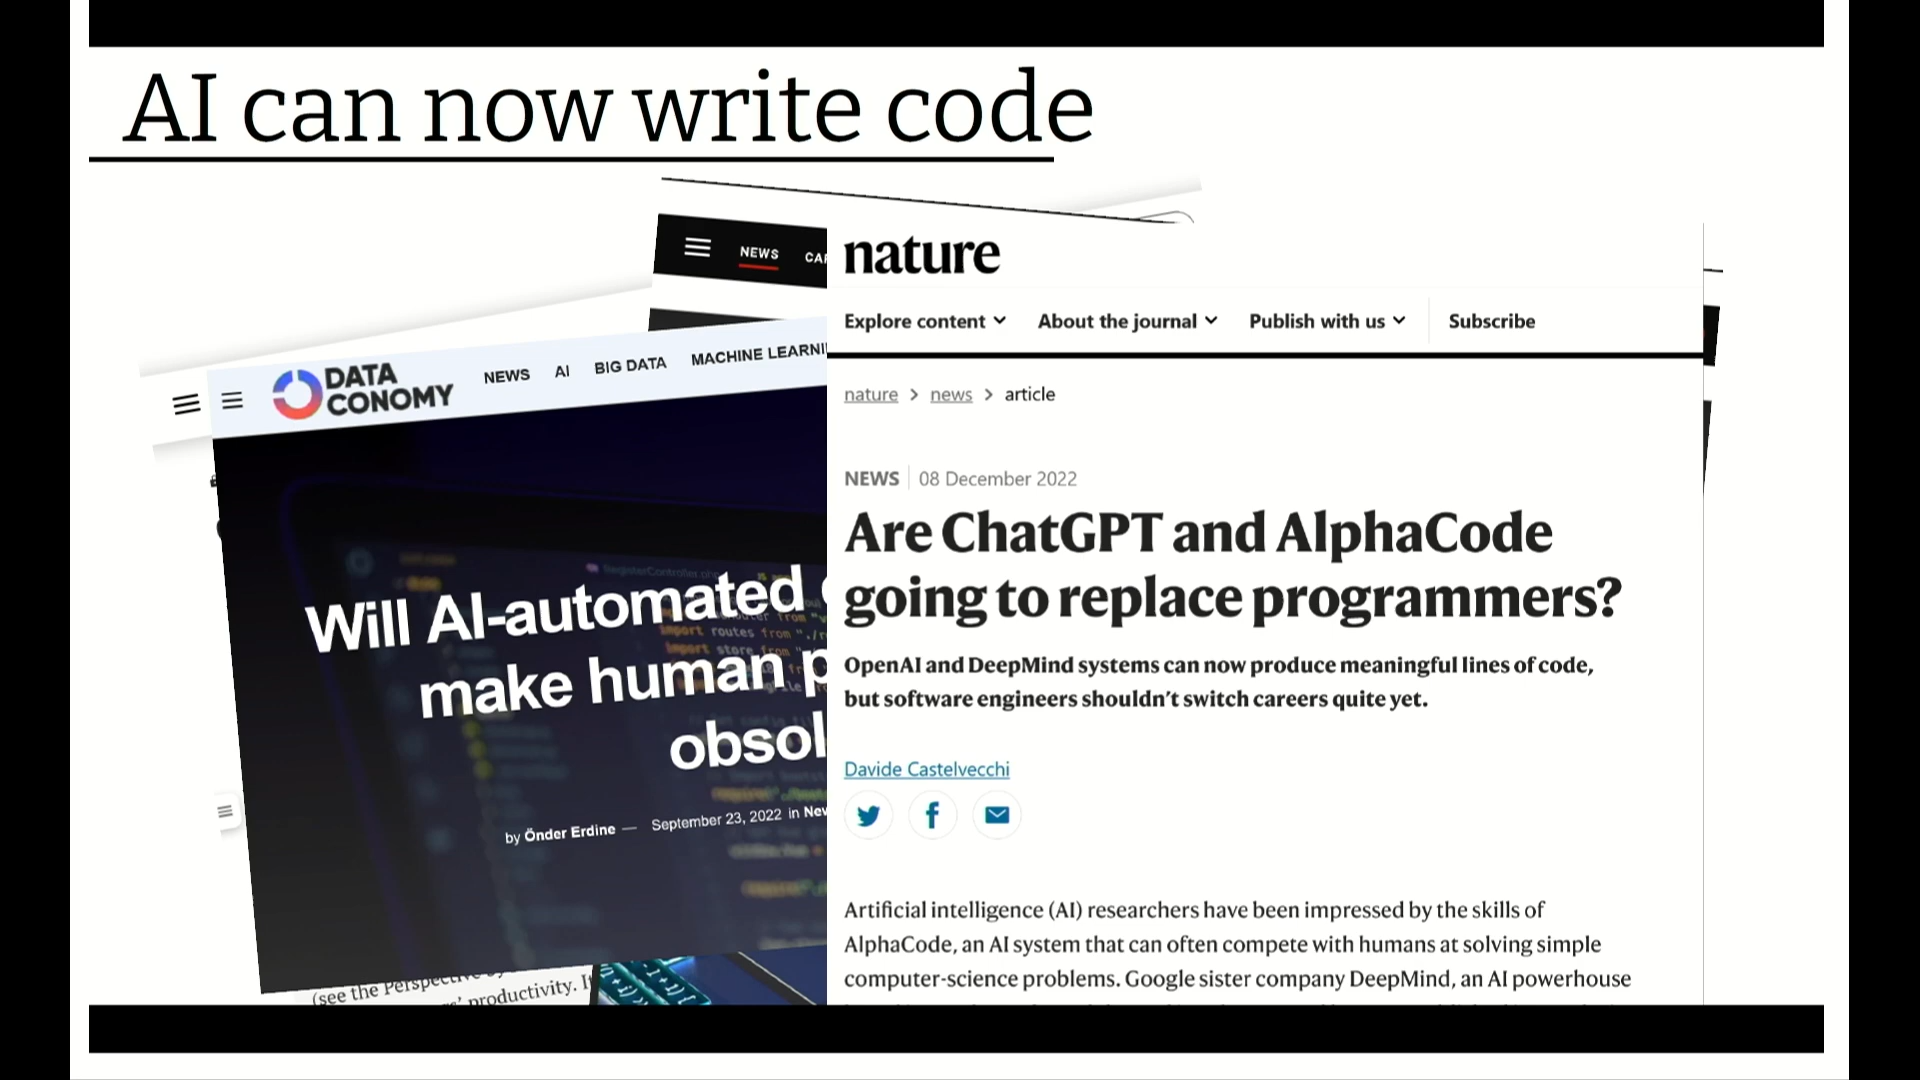 AI can now write code
NEWS
DATA
CONOMY
NEWS AI BIG DATA MACHINE
Will AI-automated
make human
by Önder Erdine — September 23, 2022 in
(see the
productivity.
nature
Explore content About the journal Publish with us Subscribe
nature > news > article
NEWS 08 December 2022
Are ChatGPT and AlphaCode
going to replace programmers?
OpenAI and DeepMind systems can now produce meaningful lines of code,
but software engineers shouldn't switch careers quite yet.
Davide Castelvecchi
Artificial intelligence (AI) researchers have been impressed by the skills of
AlphaCode, an AI system that can often compete with humans at solving simple
computer-science problems. Google sister company DeepMind, an AI powerhouse